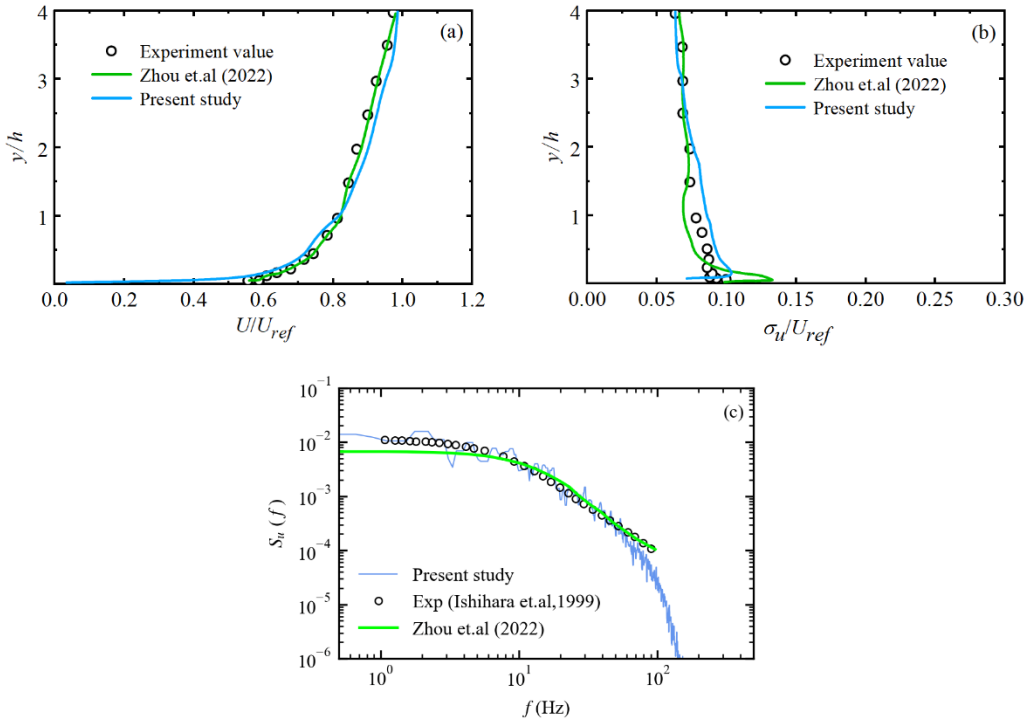 4
3
2
1
y/h
(a)
Experiment value
Zhou et.al (2022)
Present study
0.0 0.2 0.4 0.6 0.8 1.0 1.2
U/U_ref
4
3
2
1
y/h
(b)
Experiment value
Zhou et.al (2022)
Present study
0.00 0.05 0.10 0.15 0.20 0.25 0.30
σ_u/U_ref
10^-1
10^-2
10^-3
10^-4
10^-5
10^-6
S_u (f)
(c)
Present study
Exp (Ishihara et.al,1999)
Zhou et.al (2022)
10^0 10^1 10^2
f (Hz)